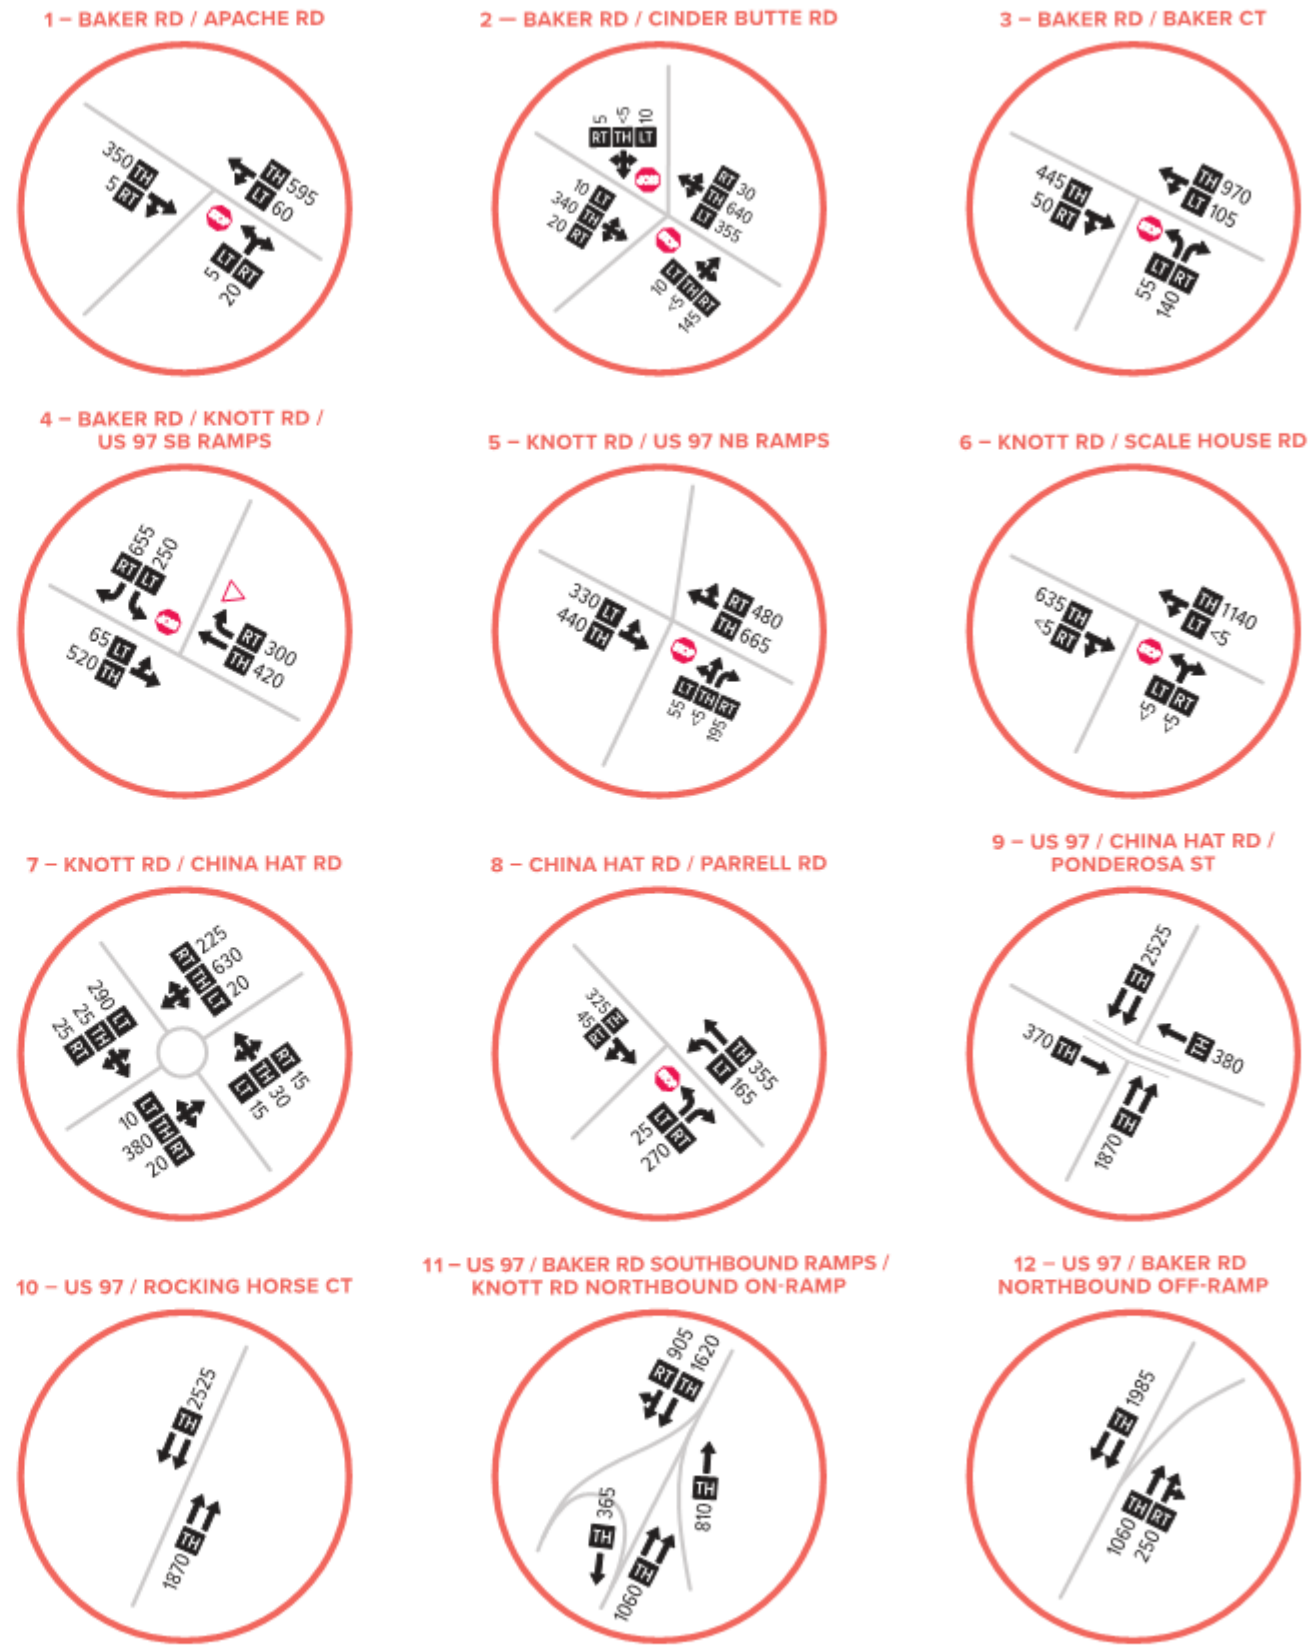 1 – BAKER RD / APACHE RD
350 TH
5 RT
TH 595
LT 60
STOP
LT RT
5 20
2 — BAKER RD / CINDER BUTTE RD
5 <5 10
RT TH LT
STOP
10 LT
340 TH
20 RT
RT 30
TH 640
LT 355
STOP
LT TH RT
10 <5 145
3 – BAKER RD / BAKER CT
445 TH
50 RT
TH 970
LT 105
STOP
LT RT
55 140
4 – BAKER RD / KNOTT RD /
US 97 SB RAMPS
655 250
RT LT
STOP
65 LT
520 TH
RT 300
TH 420
5 – KNOTT RD / US 97 NB RAMPS
330 LT
440 TH
RT 480
TH 665
STOP
LT TH RT
55 <5 195
6 – KNOTT RD / SCALE HOUSE RD
635 TH
<5 RT
TH 1140
LT <5
STOP
LT RT
<5 <5
7 – KNOTT RD / CHINA HAT RD
RT 225
TH 630
LT 20
290 LT
25 TH
25 RT
RT 15
TH 30
LT 15
10 LT
380 TH
20 RT
8 – CHINA HAT RD / PARRELL RD
325 TH
45 RT
TH 355
LT 165
STOP
25 LT
270 RT
9 – US 97 / CHINA HAT RD /
PONDEROSA ST
TH 2525
370 TH
TH 380
1870 TH
10 – US 97 / ROCKING HORSE CT
TH 2525
1870 TH
11 – US 97 / BAKER RD SOUTHBOUND RAMPS /
KNOTT RD NORTHBOUND ON-RAMP
RT 905
TH 1620
TH 365
810 TH
1060 TH
12 – US 97 / BAKER RD
NORTHBOUND OFF-RAMP
TH 1985
1060 TH
250 RT